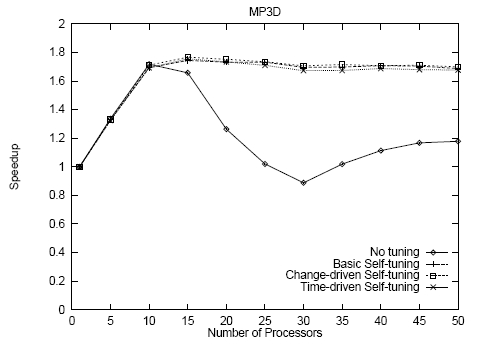 MP3D
2
1.8
1.6
1.4
1.2
1
0.8
0.6
0.4
0.2
0
Speedup
No tuning
Basic Self-tuning
Change-driven Self-tuning
Time-driven Self-tuning
0 5 10 15 20 25 30 35 40 45 50
Number of Processors